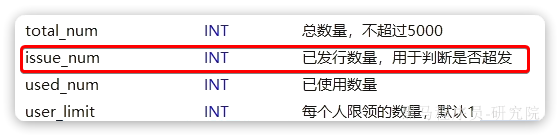 total_num INT 总数量，不超过5000
issue_num INT 已发行数量，用于判断是否超发
used_num INT 已使用数量
user_limit INT 每个人限领的数量，默认1